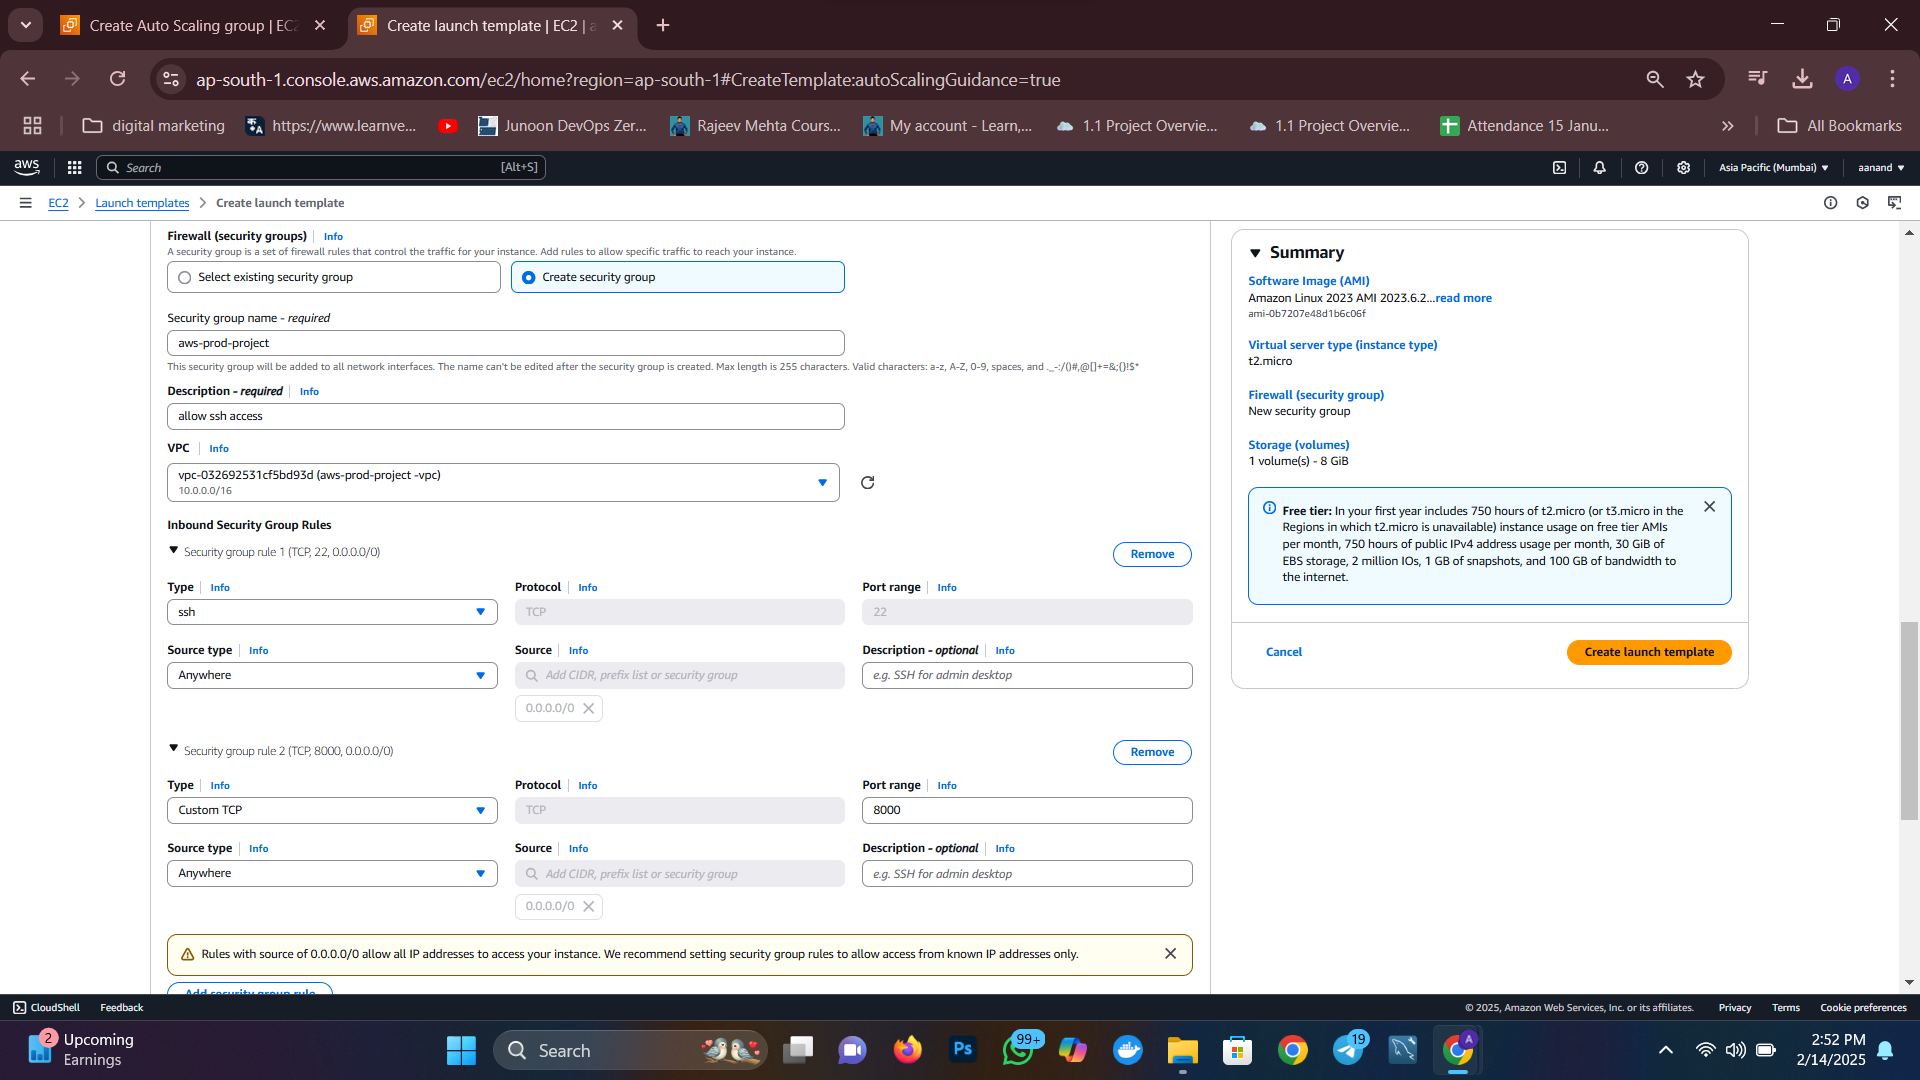 Create Auto Scaling group | EC2
Create launch template | EC2 | a
ap-south-1.console.aws.amazon.com/ec2/home?region=ap-south-1#CreateTemplate:autoScalingGuidance=true
A
digital marketing
https://www.learnve...
Junoon DevOps Zer...
Rajeev Mehta Cours...
My account - Learn,...
1.1 Project Overvie...
1.1 Project Overvie...
Attendance 15 Janu...
All Bookmarks
aws
Search
[Alt+S]
Asia Pacific (Mumbai)
aanand
EC2
Launch templates
Create launch template
Firewall (security groups)
Info
A security group is a set of firewall rules that control the traffic for your instance. Add rules to allow specific traffic to reach your instance.
Select existing security group
Create security group
Security group name - required
aws-prod-project
This security group will be added to all network interfaces. The name can't be edited after the security group is created. Max length is 255 characters. Valid characters: a-z, A-Z, 0-9, spaces, and ._-:/()#,@[]+=&;{}!$*
Description - required
Info
allow ssh access
VPC
Info
vpc-032692531cf5bd93d (aws-prod-project -vpc)
10.0.0.0/16
Inbound Security Group Rules
Security group rule 1 (TCP, 22, 0.0.0.0/0)
Remove
Type Info
Protocol Info
Port range Info
ssh
TCP
22
Source type Info
Source Info
Description - optional Info
Anywhere
Add CIDR, prefix list or security group
e.g. SSH for admin desktop
0.0.0.0/0
Security group rule 2 (TCP, 8000, 0.0.0.0/0)
Remove
Type Info
Protocol Info
Port range Info
Custom TCP
TCP
8000
Source type Info
Source Info
Description - optional Info
Anywhere
Add CIDR, prefix list or security group
e.g. SSH for admin desktop
0.0.0.0/0
Rules with source of 0.0.0.0/0 allow all IP addresses to access your instance. We recommend setting security group rules to allow access from known IP addresses only.
Add security group rule
Summary
Software Image (AMI)
Amazon Linux 2023 AMI 2023.6.2...read more
ami-0b7207e48d1b6c06f
Virtual server type (instance type)
t2.micro
Firewall (security group)
New security group
Storage (volumes)
1 volume(s) - 8 GiB
Free tier: In your first year includes 750 hours of t2.micro (or t3.micro in the
Regions in which t2.micro is unavailable) instance usage on free tier AMIs
per month, 750 hours of public IPv4 address usage per month, 30 GiB of
EBS storage, 2 million IOs, 1 GB of snapshots, and 100 GB of bandwidth to
the internet.
Cancel
Create launch template
CloudShell
Feedback
© 2025, Amazon Web Services, Inc. or its affiliates.
Privacy
Terms
Cookie preferences
2
Upcoming
Earnings
Search
Ps
99+
19
A
2:52 PM
2/14/2025